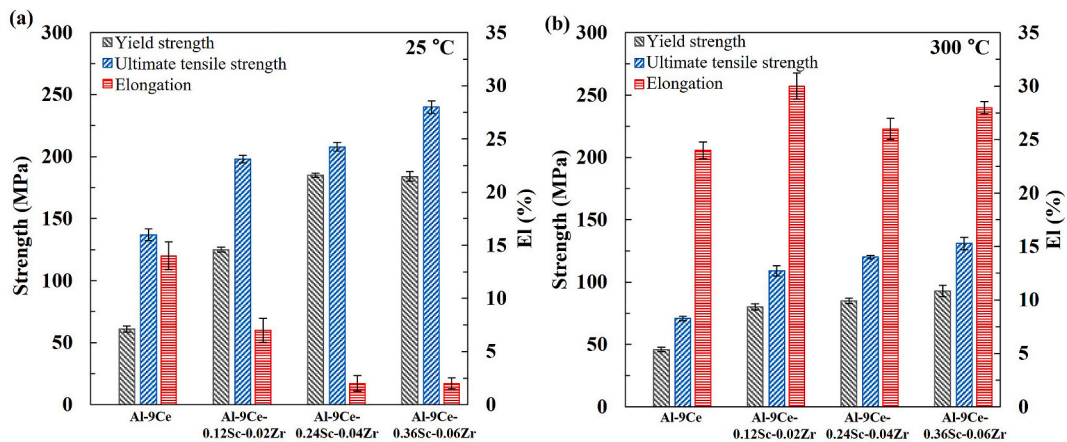 (a)
25 °C
Yield strength
Ultimate tensile strength
Elongation
Strength (MPa)
300
250
200
150
100
50
0
El (%)
35
30
25
20
15
10
5
0
Al-9Ce
Al-9Ce-
0.12Sc-0.02Zr
Al-9Ce-
0.24Sc-0.04Zr
Al-9Ce-
0.36Sc-0.06Zr
(b)
300 °C
Yield strength
Ultimate tensile strength
Elongation
Strength (MPa)
300
250
200
150
100
50
0
El (%)
35
30
25
20
15
10
5
0
Al-9Ce
Al-9Ce-
0.12Sc-0.02Zr
Al-9Ce-
0.24Sc-0.04Zr
Al-9Ce-
0.36Sc-0.06Zr